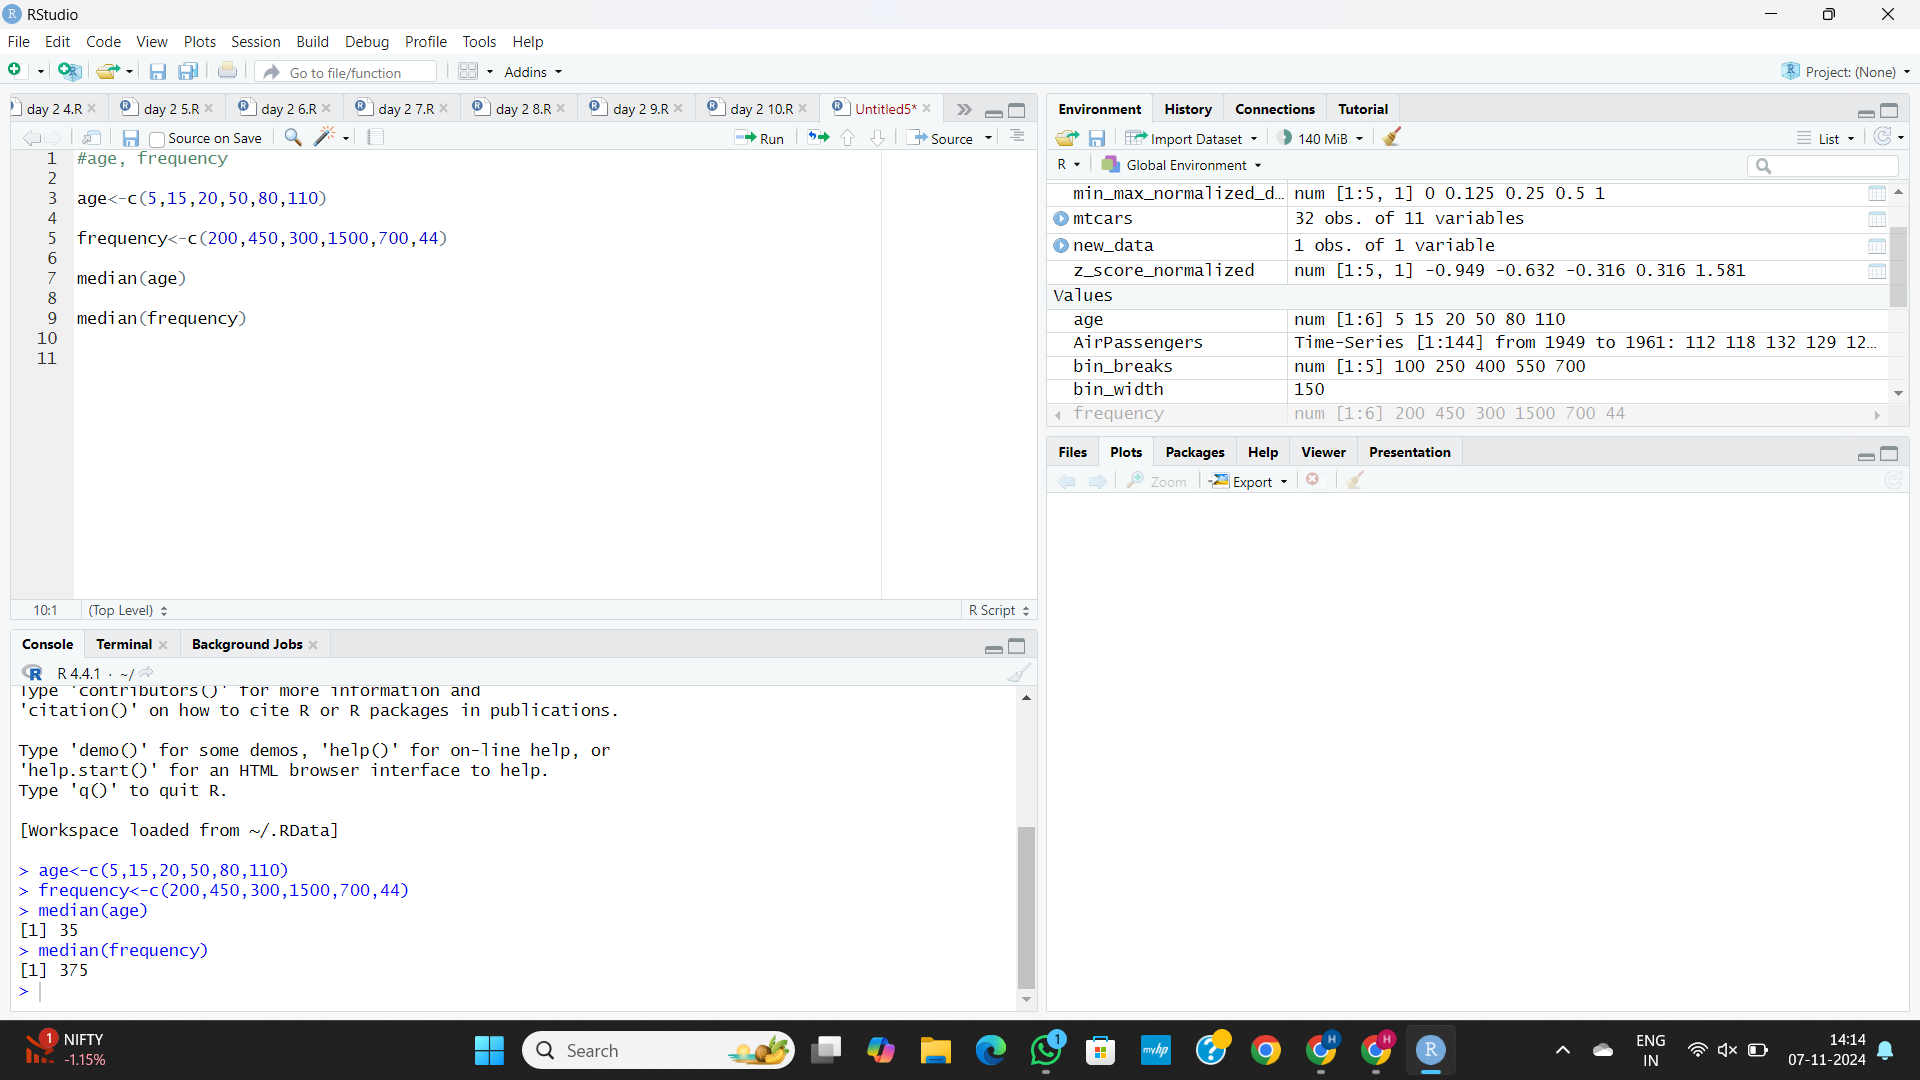 RStudio
File Edit Code View Plots Session Build Debug Profile Tools Help
Go to file/function Addins Project: (None)
day 2 4.R day 2 5.R day 2 6.R day 2 7.R day 2 8.R day 2 9.R day 2 10.R Untitled5*
Source on Save Run Source
1 #age, frequency
2
3 age<-c(5,15,20,50,80,110)
4
5 frequency<-c(200,450,300,1500,700,44)
6
7 median(age)
8
9 median(frequency)
10
11
10:1 (Top Level) R Script
Console Terminal Background Jobs
R 4.4.1 · ~/
Type 'contributors()' for more information and
'citation()' on how to cite R or R packages in publications.
Type 'demo()' for some demos, 'help()' for on-line help, or
'help.start()' for an HTML browser interface to help.
Type 'q()' to quit R.
[Workspace loaded from ~/.RData]
> age<-c(5,15,20,50,80,110)
> frequency<-c(200,450,300,1500,700,44)
> median(age)
[1] 35
> median(frequency)
[1] 375
>
Environment History Connections Tutorial
Import Dataset 140 MiB List
R Global Environment
min_max_normalized_d… num [1:5, 1] 0 0.125 0.25 0.5 1
mtcars 32 obs. of 11 variables
new_data 1 obs. of 1 variable
z_score_normalized num [1:5, 1] -0.949 -0.632 -0.316 0.316 1.581
Values
age num [1:6] 5 15 20 50 80 110
AirPassengers Time-Series [1:144] from 1949 to 1961: 112 118 132 129 12…
bin_breaks num [1:5] 100 250 400 550 700
bin_width 150
frequency num [1:6] 200 450 300 1500 700 44
Files Plots Packages Help Viewer Presentation
Zoom Export
1 NIFTY
-1.15%
Search
1
myhp
H
H
R
ENG
IN
14:14
07-11-2024